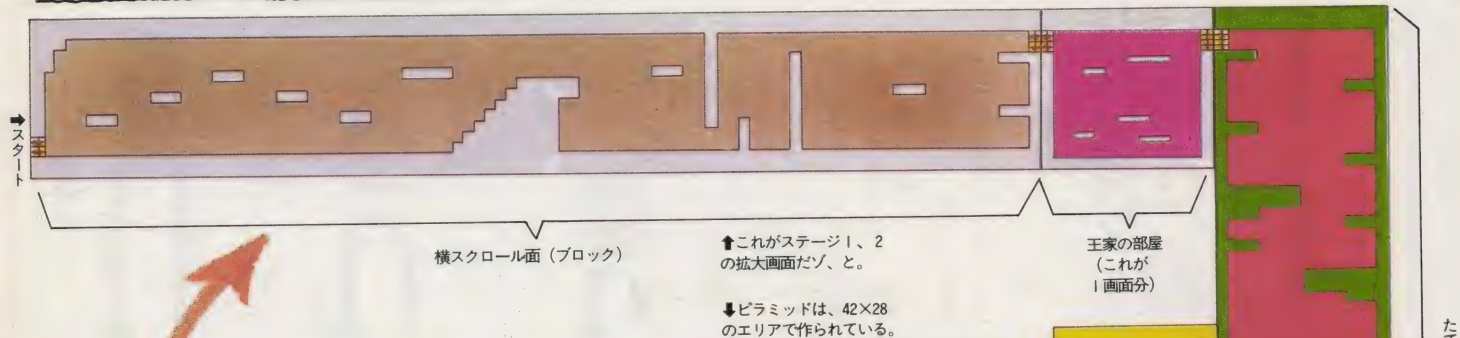 ➡スタート
横スクロール面（ブロック）
⬆これがステージ1、2
の拡大画面だゾ、と。
⬇ピラミッドは、42×28
のエリアで作られている。
王家の部屋
（これが
1画面分）
たて